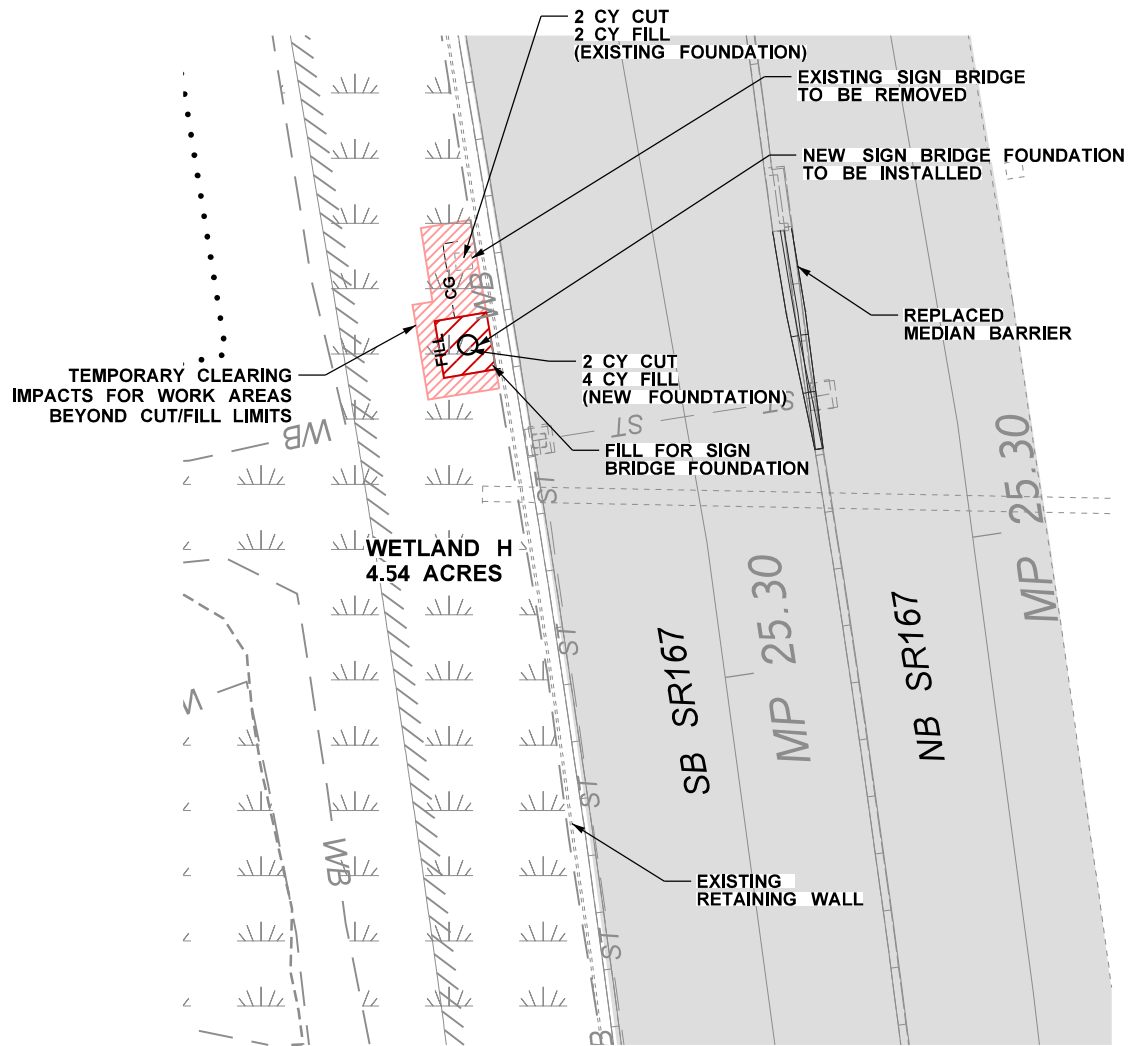 2 CY CUT
2 CY FILL
(EXISTING FOUNDATION)
EXISTING SIGN BRIDGE
TO BE REMOVED
NEW SIGN BRIDGE FOUNDATION
TO BE INSTALLED
CG
WB
REPLACED
MEDIAN BARRIER
FILL
2 CY CUT
4 CY FILL
(NEW FOUNDTATION)
TEMPORARY CLEARING
IMPACTS FOR WORK AREAS
BEYOND CUT/FILL LIMITS
WB
ST
ST
FILL FOR SIGN
BRIDGE FOUNDATION
ST
WETLAND H
4.54 ACRES
MP 25.30
MP 25.30
SB SR167
NB SR167
ST
W
ST
WB
EXISTING
RETAINING WALL
ST
B